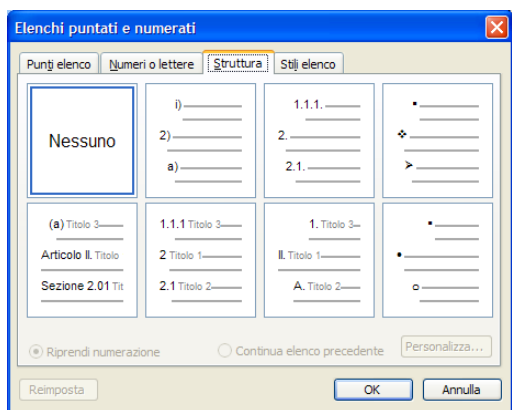 Elenchi puntati e numerati
Punti elenco Numeri o lettere Struttura Stili elenco
Nessuno
i)
2)
a)
1.1.1.
2.
2.1.
(a) Titolo 3
Articolo II. Titolo
Sezione 2.01 Tit
1.1.1 Titolo 3
2 Titolo 1
2.1 Titolo 2
1. Titolo 3
II. Titolo 1
A. Titolo 2
Riprendi numerazione Continua elenco precedente Personalizza...
Reimposta OK Annulla